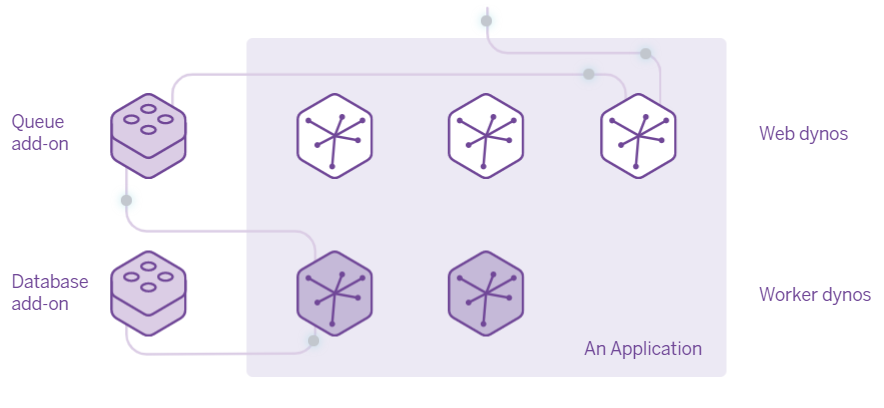 Queue
add-on
Web dynos
Database
add-on
Worker dynos
An Application